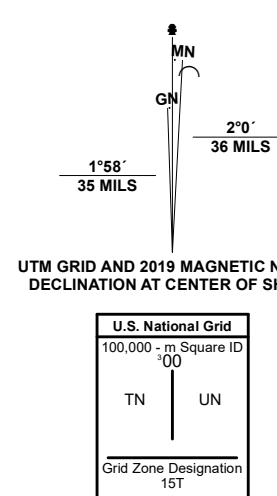 MN
GN
2°0´
36 MILS
1°58´
35 MILS
UTM GRID AND 2019 MAGNETIC N
DECLINATION AT CENTER OF SH
U.S. National Grid
100,000 - m Square ID
³00
TN UN
Grid Zone Designation
15T